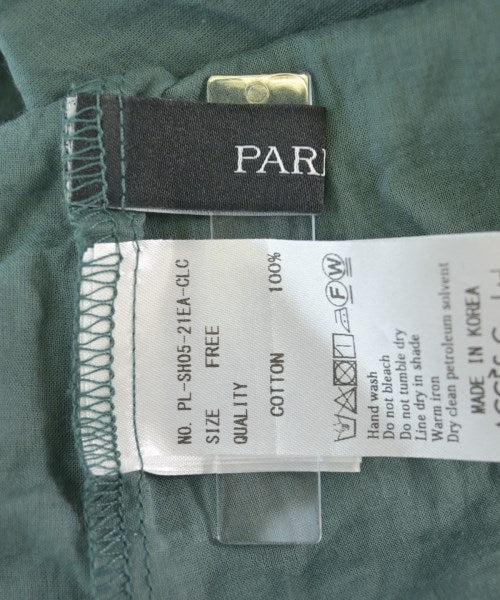 PARI
NO. PL-SH05-21EA-CLC
SIZE FREE
QUALITY
COTTON 100%
F W
Hand wash
Do not bleach
Do not tumble dry
Line dry in shade
Warm iron
Dry clean petroleum solvent
MADE IN KOREA